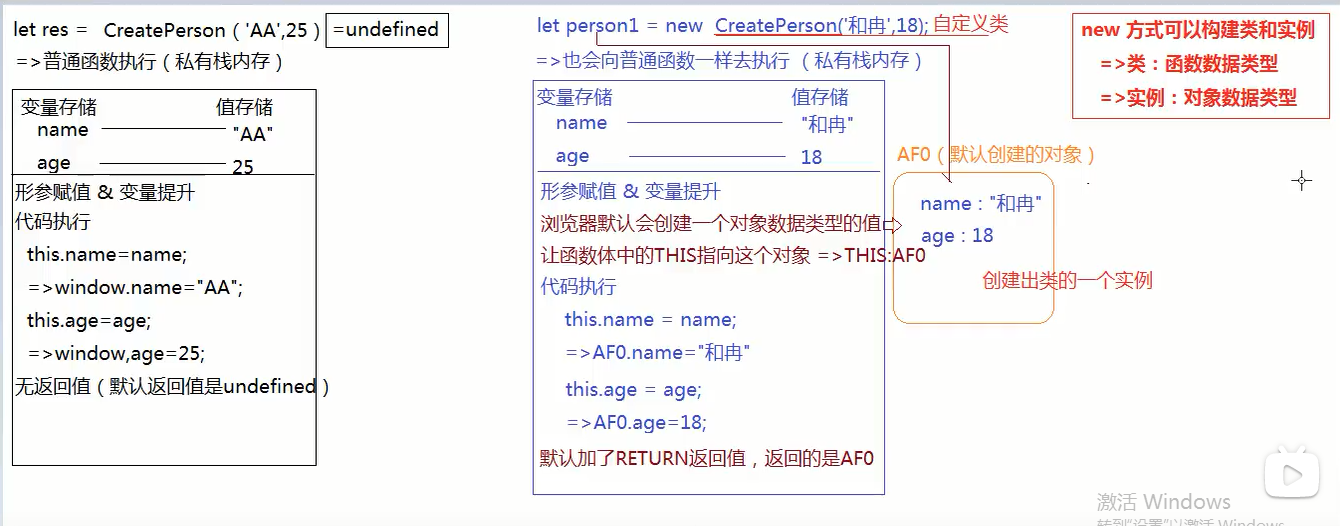 let res = CreatePerson（'AA',25） =undefined
=>普通函数执行（私有栈内存）
变量存储 值存储
name "AA"
age 25
形参赋值 & 变量提升
代码执行
this.name=name;
=>window.name="AA";
this.age=age;
=>window,age=25;
无返回值（默认返回值是undefined）
let person1 = new CreatePerson('和冉',18); 自定义类
=>也会向普通函数一样去执行 （私有栈内存）
变量存储 值存储
name "和冉"
age 18
形参赋值 & 变量提升
浏览器默认会创建一个对象数据类型的值
让函数体中的THIS指向这个对象 =>THIS:AF0
代码执行
this.name = name;
=>AF0.name="和冉"
this.age = age;
=>AF0.age=18;
默认加了RETURN返回值，返回的是AF0
AF0（默认创建的对象）
name："和冉"
age：18
创建出类的一个实例
new 方式可以构建类和实例
=>类：函数数据类型
=>实例：对象数据类型
激活 Windows
转到"设置"以激活 Windows